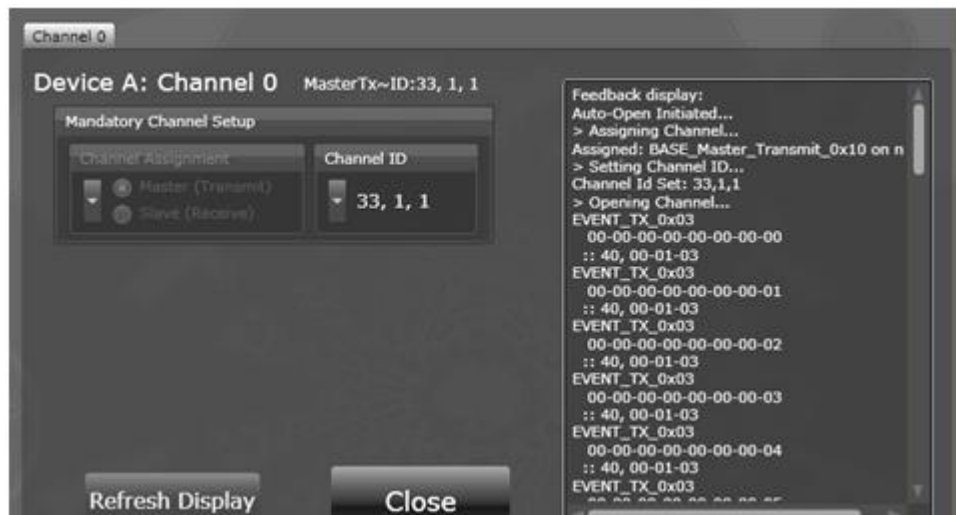 Channel 0
Device A: Channel 0 MasterTx~ID:33, 1, 1
Mandatory Channel Setup
Channel Assignment
Master (Transmit)
Slave (Receive)
Channel ID
33, 1, 1
Refresh Display
Close
Feedback display:
Auto-Open Initiated...
> Assigning Channel...
Assigned: BASE_Master_Transmit_0x10 on n
> Setting Channel ID...
Channel Id Set: 33,1,1
> Opening Channel...
EVENT_TX_0x03
00-00-00-00-00-00-00-00
:: 40, 00-01-03
EVENT_TX_0x03
00-00-00-00-00-00-00-01
:: 40, 00-01-03
EVENT_TX_0x03
00-00-00-00-00-00-00-02
:: 40, 00-01-03
EVENT_TX_0x03
00-00-00-00-00-00-00-03
:: 40, 00-01-03
EVENT_TX_0x03
00-00-00-00-00-00-00-04
:: 40, 00-01-03
EVENT_TX_0x03